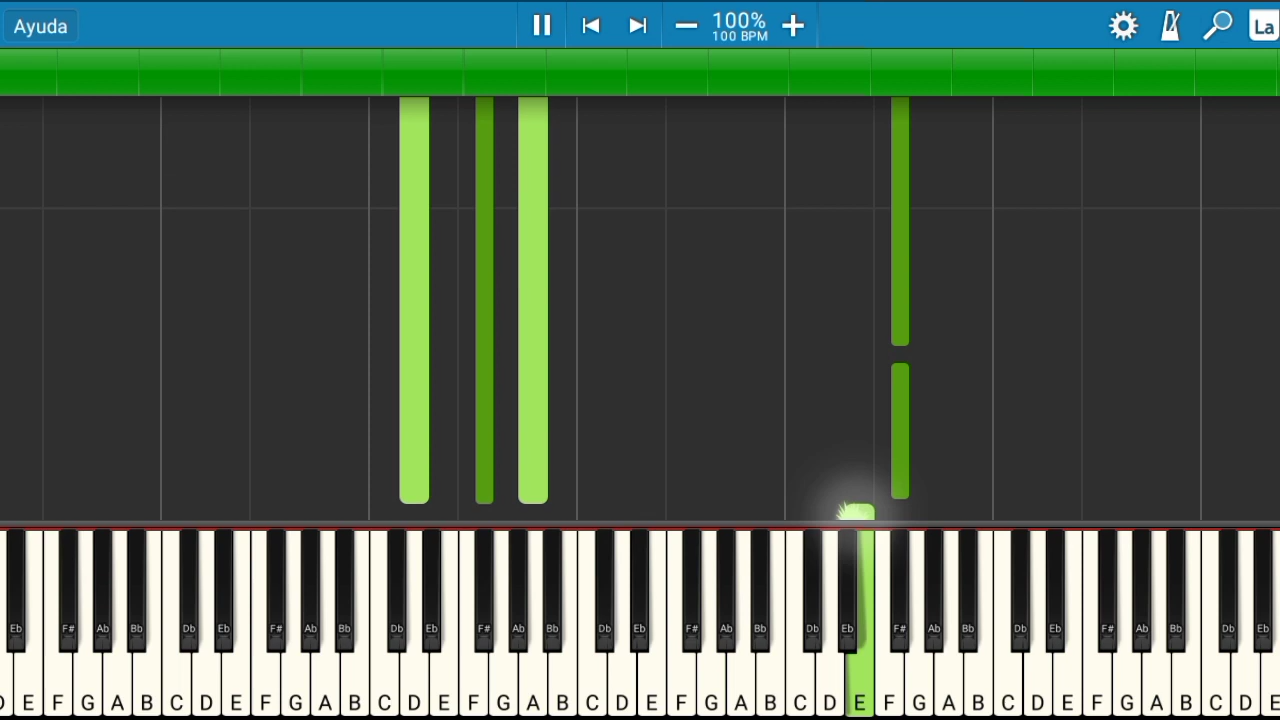 Ayuda
100%
100 BPM
La
Eb F# Ab Bb Db Eb F# Ab Bb Db Eb F# Ab Bb Db Eb F# Ab Bb Db Eb F# Ab Bb Db Eb F# Ab Bb Db Eb
D E F G A B C D E F G A B C D E F G A B C D E F G A B C D E F G A B C D E F G A B C D E